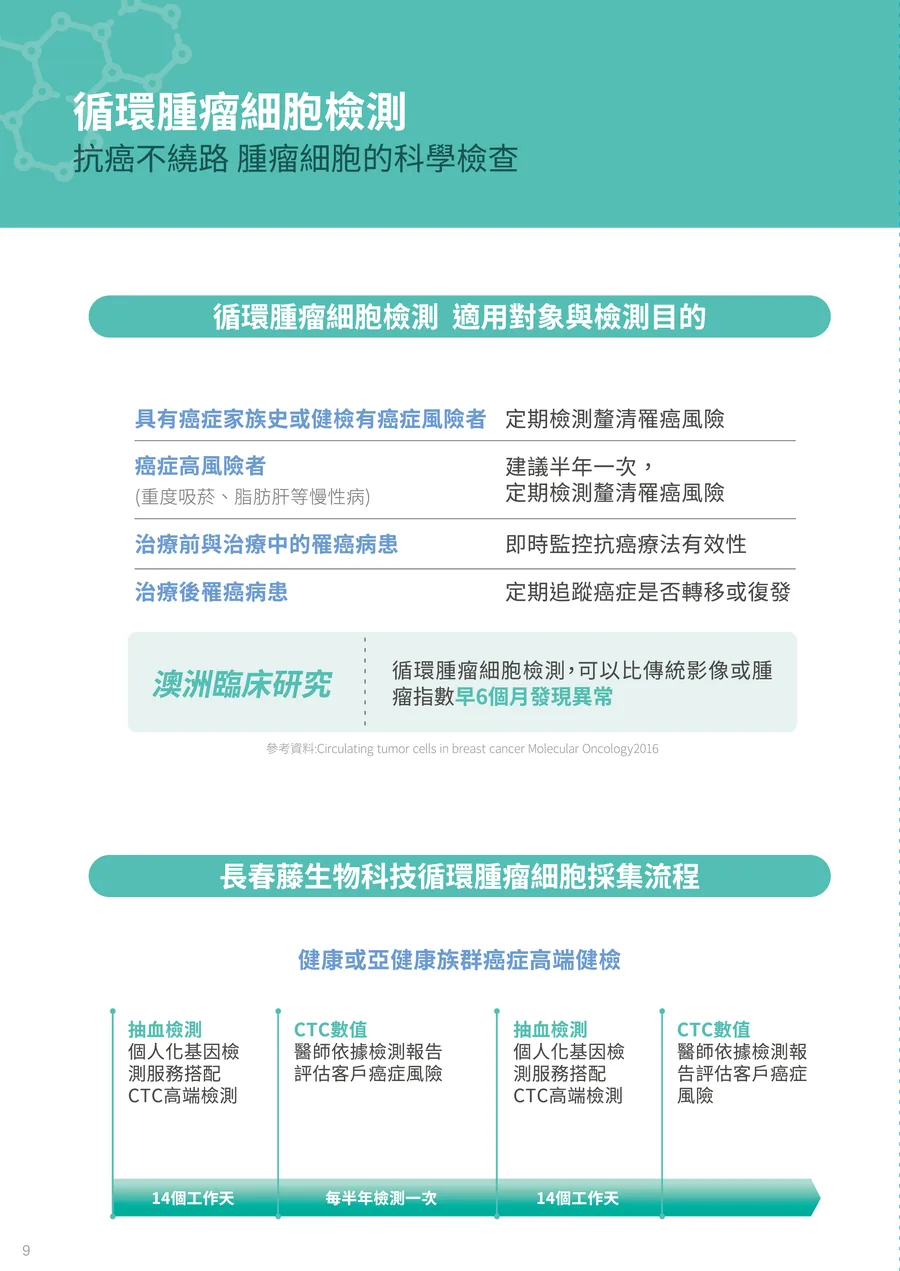 循環腫瘤細胞檢測
抗癌不繞路 腫瘤細胞的科學檢查
循環腫瘤細胞檢測 適用對象與檢測目的
具有癌症家族史或健檢有癌症風險者 定期檢測釐清罹癌風險
癌症高風險者
(重度吸菸、脂肪肝等慢性病)
建議半年一次，
定期檢測釐清罹癌風險
治療前與治療中的罹癌病患 即時監控抗癌療法有效性
治療後罹癌病患 定期追蹤癌症是否轉移或復發
澳洲臨床研究
循環腫瘤細胞檢測，可以比傳統影像或腫
瘤指數早6個月發現異常
參考資料:Circulating tumor cells in breast cancer Molecular Oncology2016
長春藤生物科技循環腫瘤細胞採集流程
健康或亞健康族群癌症高端健檢
抽血檢測
個人化基因檢
測服務搭配
CTC高端檢測
CTC數值
醫師依據檢測報告
評估客戶癌症風險
抽血檢測
個人化基因檢
測服務搭配
CTC高端檢測
CTC數值
醫師依據檢測報
告評估客戶癌症
風險
14個工作天 每半年檢測一次 14個工作天
9